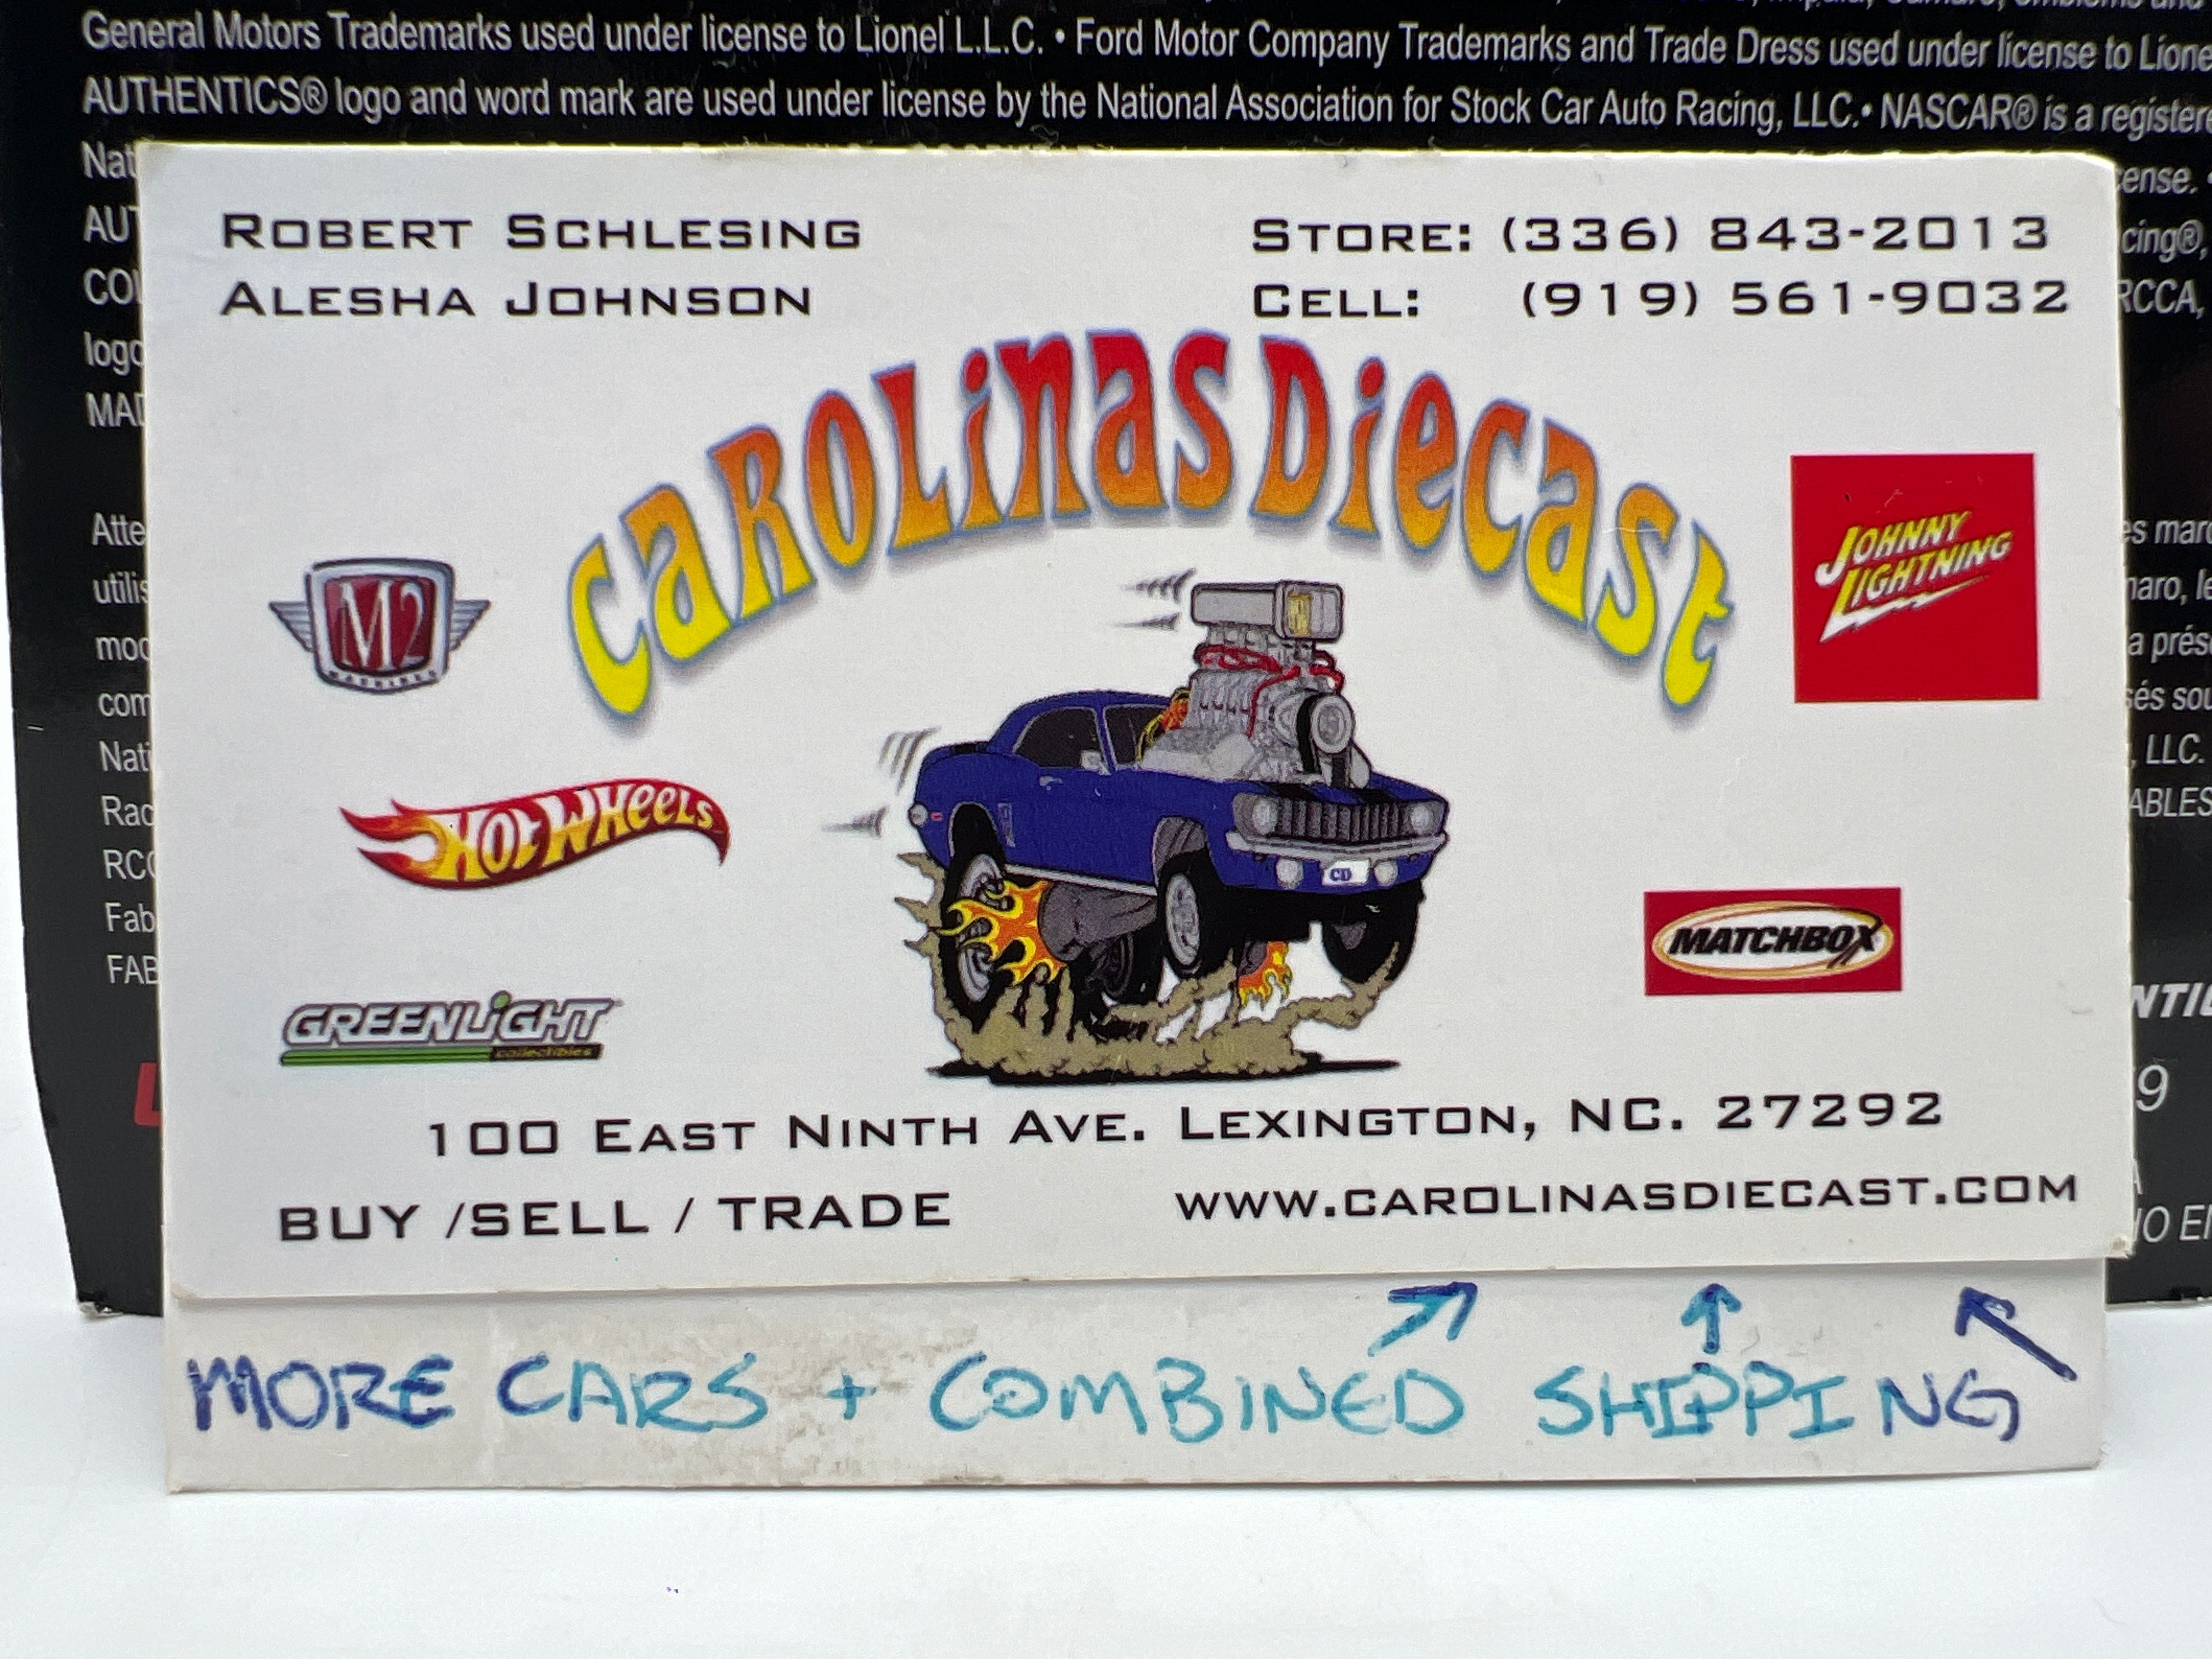 General Motors Trademarks used under license to Lionel L.L.C. • Ford Motor Company Trademarks and Trade Dress used under license to
AUTHENTICS® logo and word mark are used under license by the National Association for Stock Car Auto Racing, LLC.• NASCAR® is a
ROBERT SCHLESING
STORE: (336) 843-2013
ALESHA JOHNSON
CELL: (919) 561-9032
CAROLINAS DIECAST
M2
MACHINES
JOHNNY
LIGHTNING
HOT WHEELS
CD
MATCHBOX
GREENLIGHT
collectibles
100 EAST NINTH AVE. LEXINGTON, NC. 27292
BUY /SELL / TRADE
WWW.CAROLINASDIECAST.COM
MORE CARS + COMBINED SHIPPING